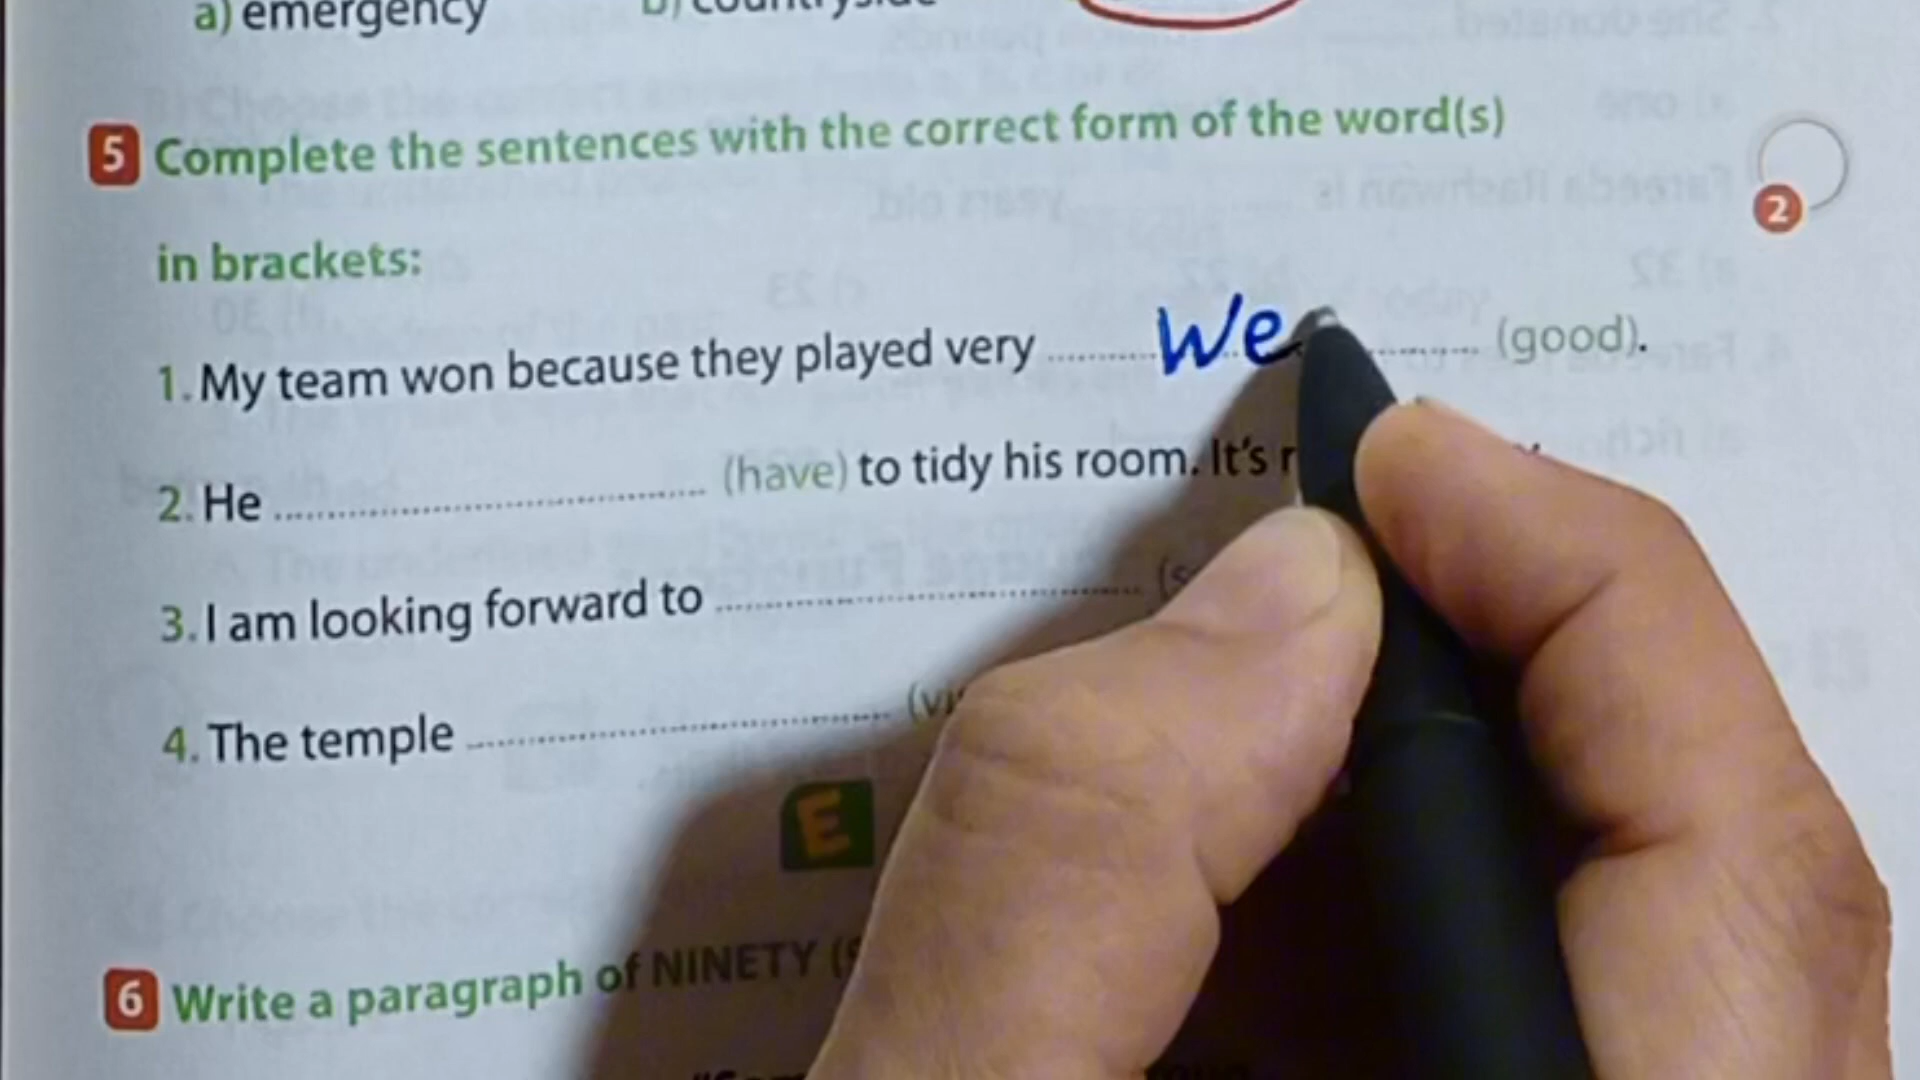 a) emergency
5 Complete the sentences with the correct form of the word(s)
2
in brackets:
1. My team won because they played very We (good).
2. He (have) to tidy his room. It's
3. I am looking forward to
4. The temple
E
6 Write a paragraph of NINETY